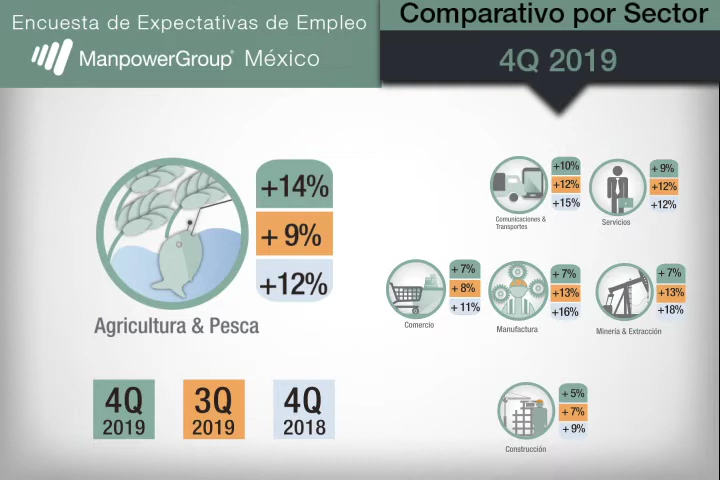 Encuesta de Expectativas de Empleo
ManpowerGroup® México
Comparativo por Sector
4Q 2019
+14%
+ 9%
+12%
Agricultura & Pesca
4Q
2019
3Q
2019
4Q
2018
+10%
+12%
+15%
Comunicaciones &
Transportes
+ 9%
+12%
+12%
Servicios
+ 7%
+ 8%
+ 11%
Comercio
+ 7%
+13%
+16%
Manufactura
+ 7%
+13%
+18%
Minería & Extracción
+ 5%
+ 7%
+ 9%
Construcción